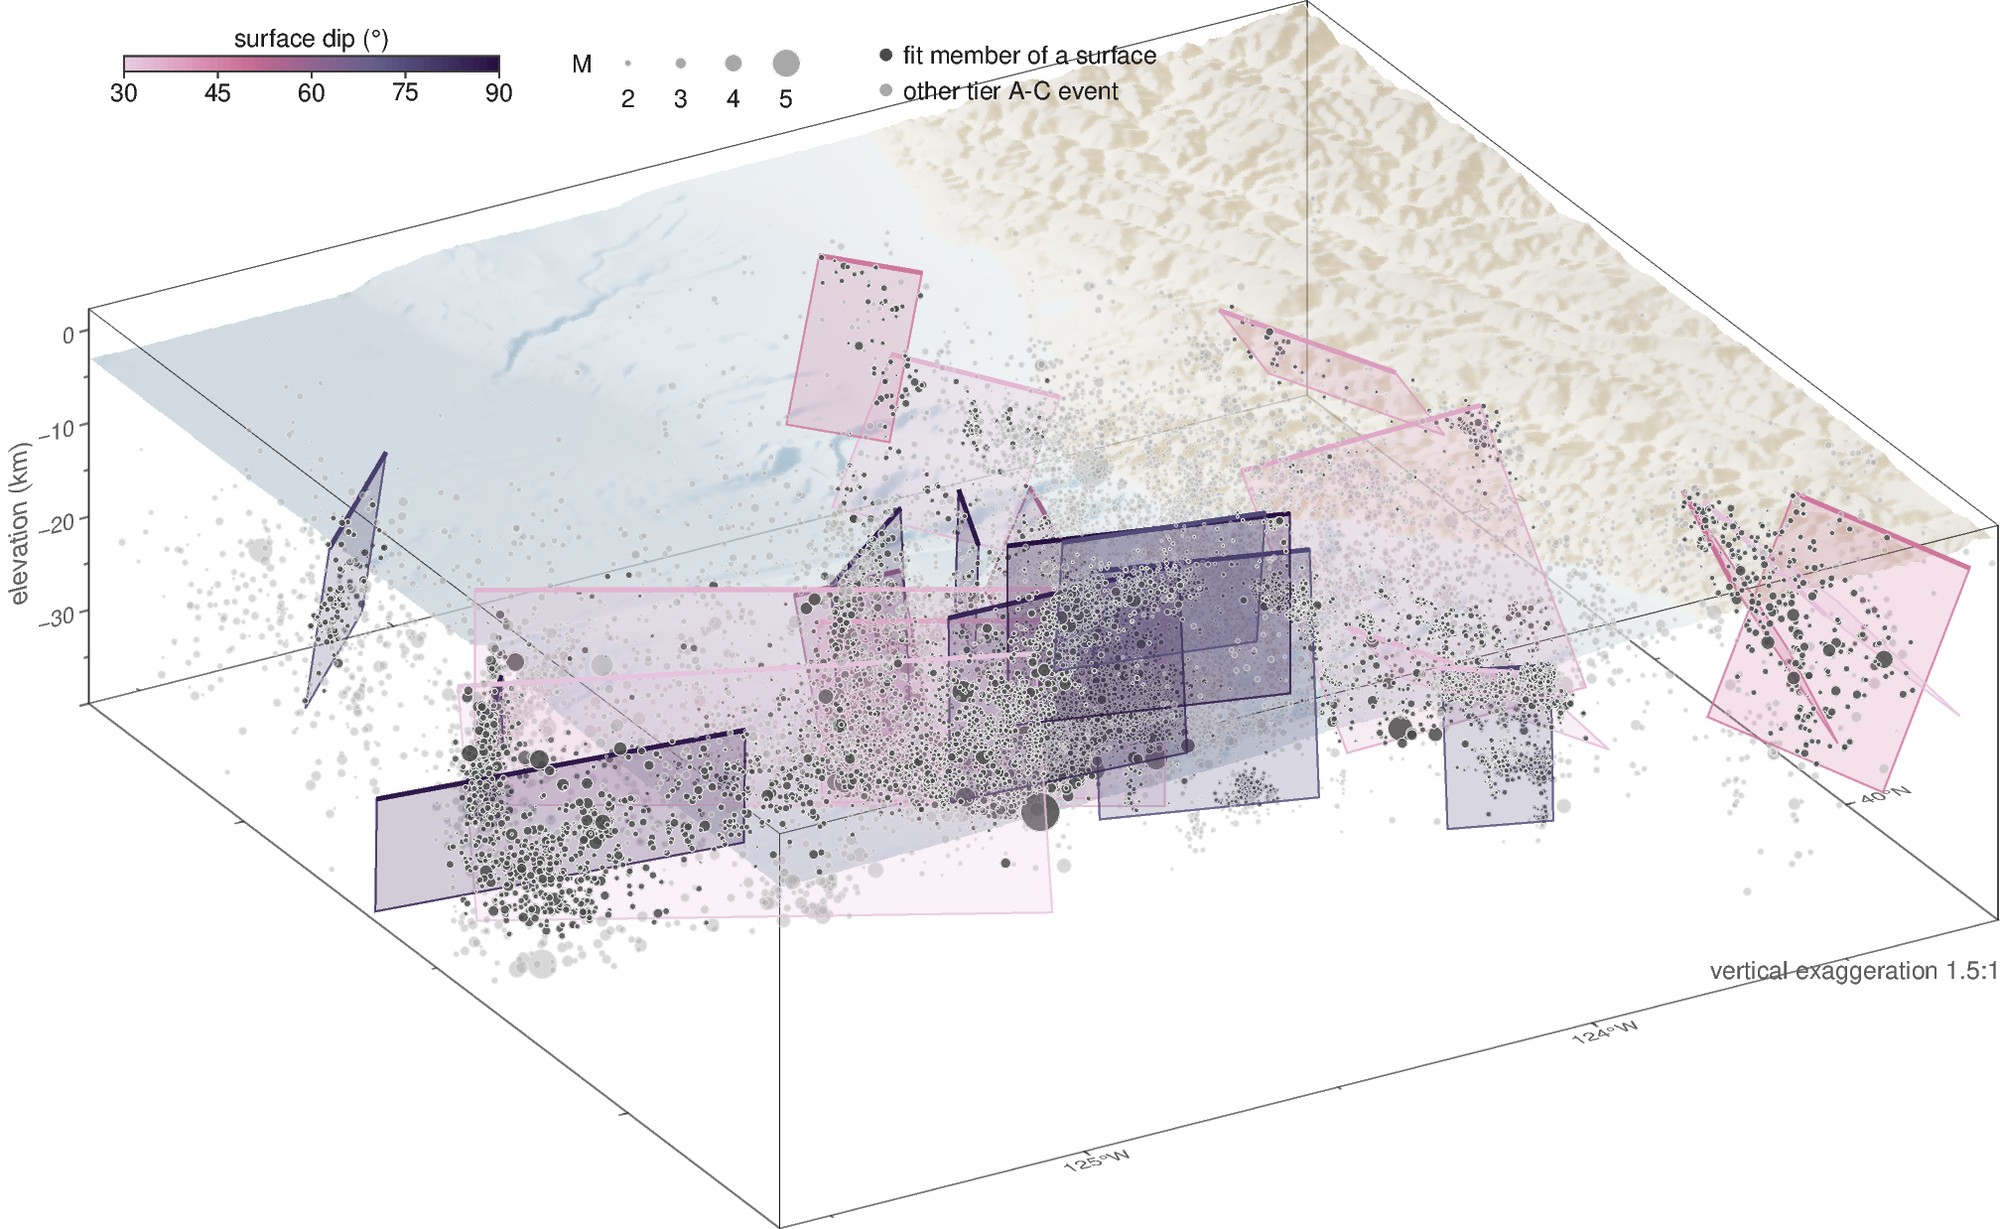 surface dip (°)
30 45 60 75 90
M
2 3 4 5
fit member of a surface
other tier A-C event
elevation (km)
0
−10
−20
−30
40°N
vertical exaggeration 1.5:1
124°W
125°W